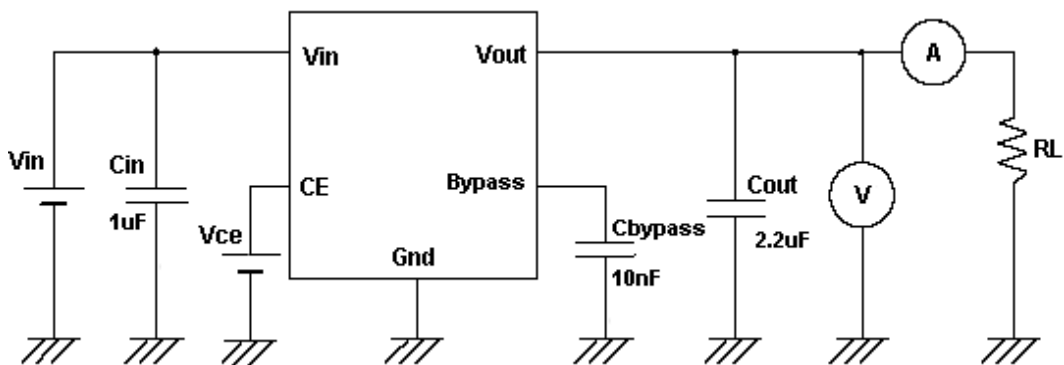 Vin
Vout
A
Vin
Cin
1uF
CE
Vce
Bypass
Gnd
Cbypass
10nF
Cout
2.2uF
V
RL